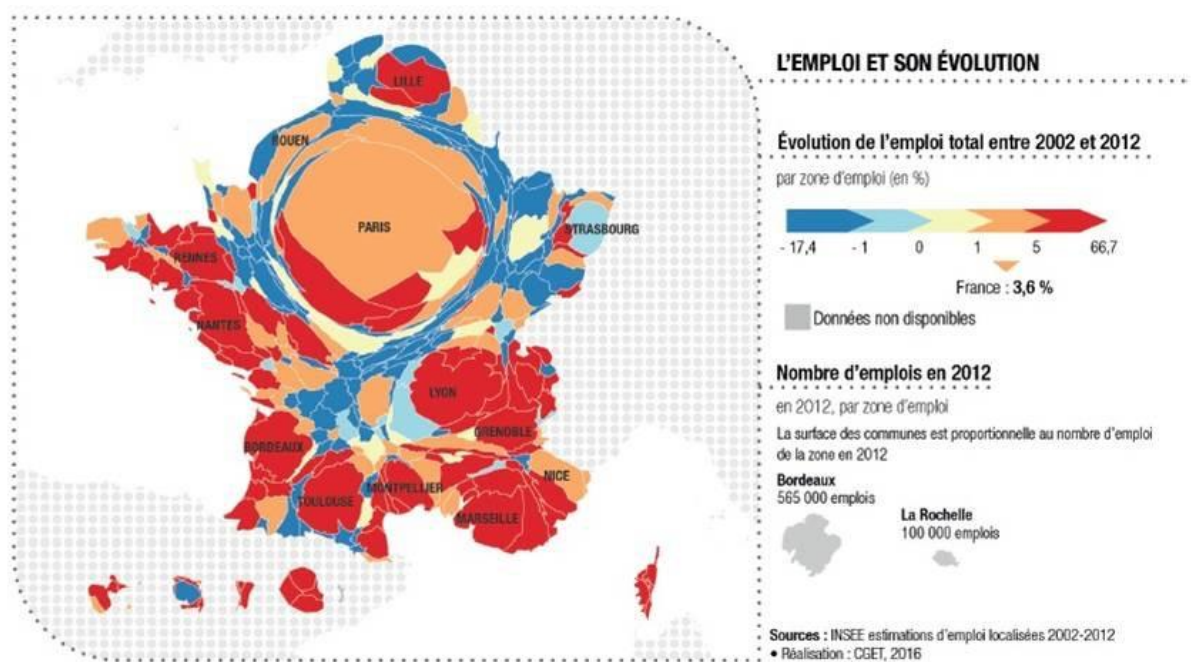 LILLE
ROUEN
PARIS
STRASBOURG
RENNES
NANTES
LYON
BORDEAUX
GRENOBLE
TOULOUSE
MONTPELLIER
NICE
MARSEILLE
L'EMPLOI ET SON ÉVOLUTION
Évolution de l'emploi total entre 2002 et 2012
par zone d'emploi (en %)
- 17,4 - 1 0 1 5 66,7
France : 3,6 %
Données non disponibles
Nombre d'emplois en 2012
en 2012, par zone d'emploi
La surface des communes est proportionnelle au nombre d'emploi
de la zone en 2012
Bordeaux
565 000 emplois
La Rochelle
100 000 emplois
Sources : INSEE estimations d'emploi localisées 2002-2012
• Réalisation : CGET, 2016